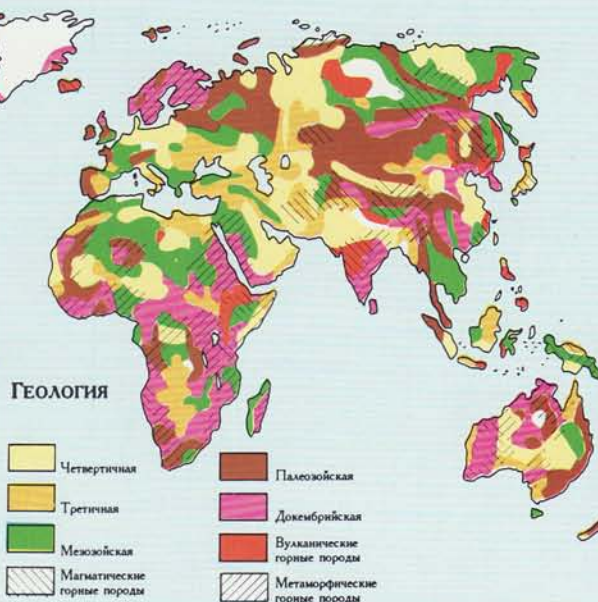 Геология
Четвертичная
Третичная
Мезозойская
Магматические
горные породы
Палеозойская
Докембрийская
Вулканические
горные породы
Метаморфические
горные породы